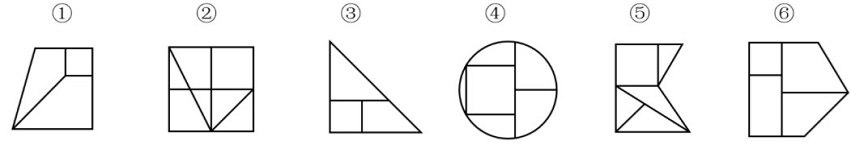 ① ② ③ ④ ⑤ ⑥